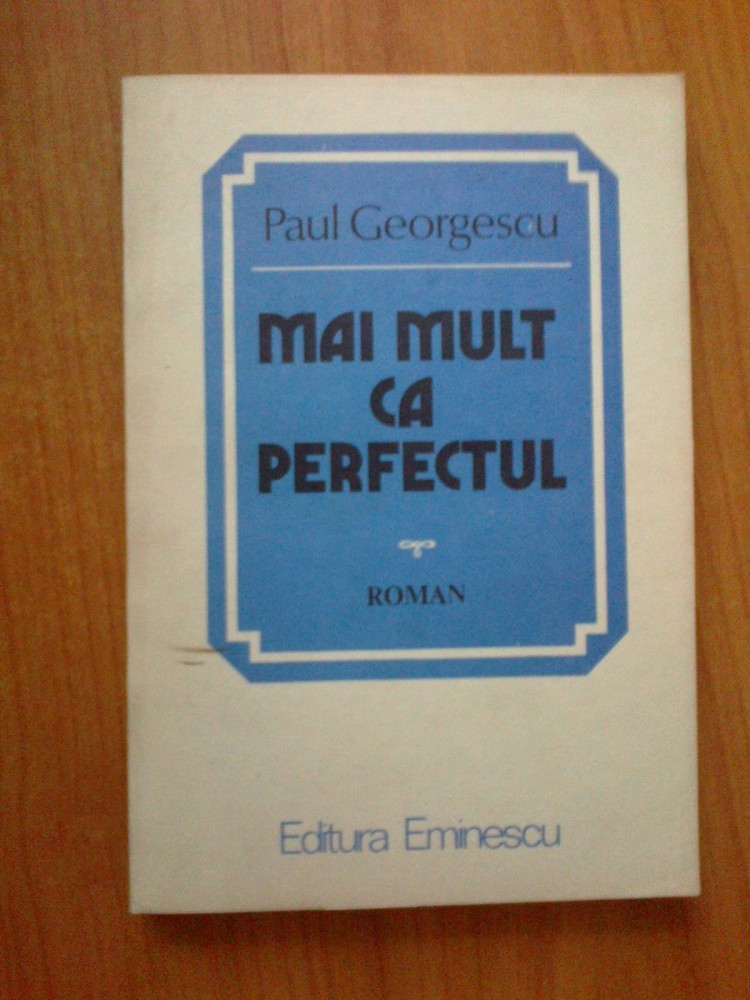 Paul Georgescu
MAI MULT
CA
PERFECTUL
ROMAN
Editura Eminescu